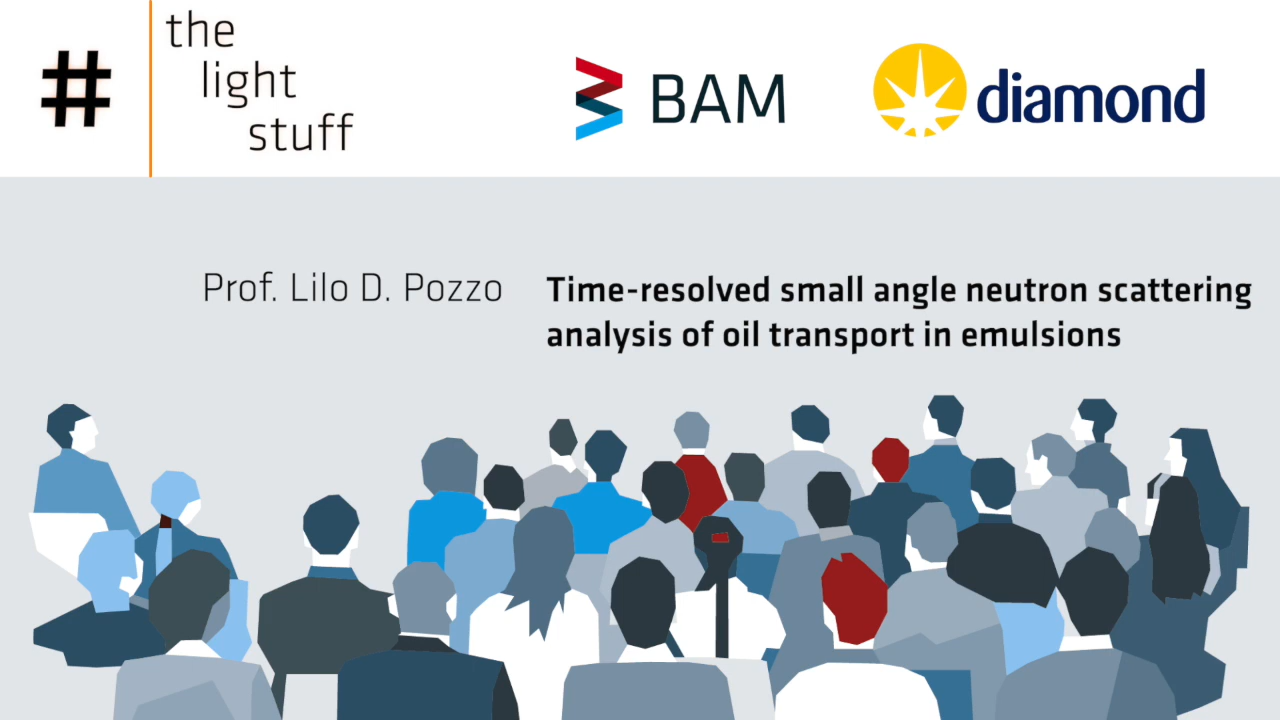 #
the
light
stuff
BAM
diamond
Prof. Lilo D. Pozzo
Time-resolved small angle neutron scattering
analysis of oil transport in emulsions